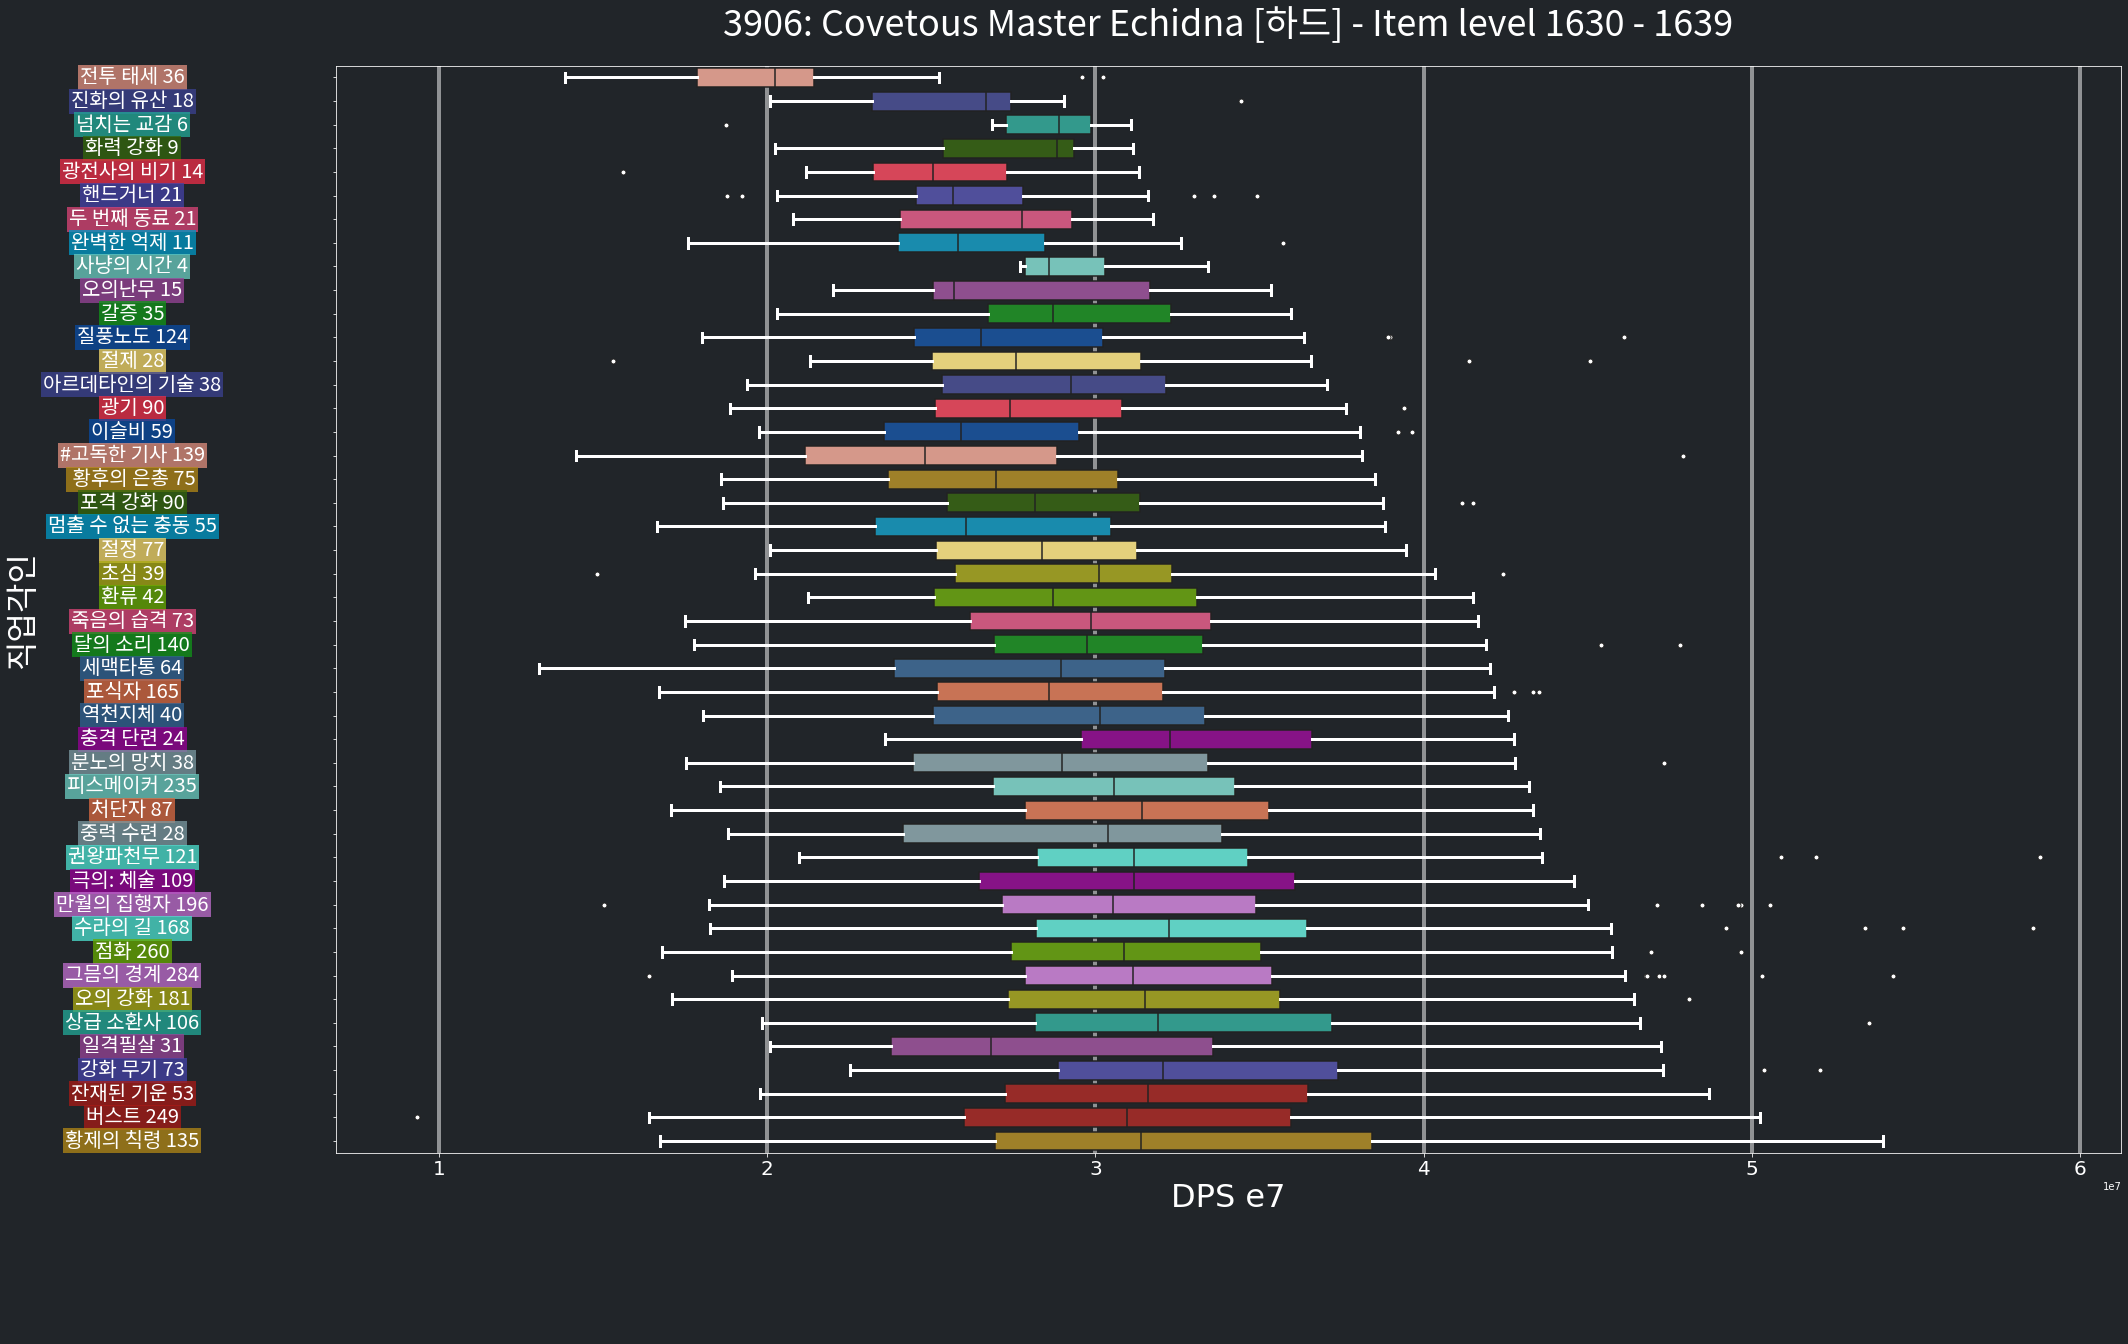 3906: Covetous Master Echidna [하드] - Item level 1630 - 1639
직업각인
전투 태세 36
진화의 유산 18
넘치는 교감 6
화력 강화 9
광전사의 비기 14
핸드거너 21
두 번째 동료 21
완벽한 억제 11
사냥의 시간 4
오의난무 15
갈증 35
질풍노도 124
절제 28
아르데타인의 기술 38
광기 90
이슬비 59
#고독한 기사 139
황후의 은총 75
포격 강화 90
멈출 수 없는 충동 55
절정 77
초심 39
환류 42
죽음의 습격 73
달의 소리 140
세맥타통 64
포식자 165
역천지체 40
충격 단련 24
분노의 망치 38
피스메이커 235
처단자 87
중력 수련 28
권왕파천무 121
극의: 체술 109
만월의 집행자 196
수라의 길 168
점화 260
그믐의 경계 284
오의 강화 181
상급 소환사 106
일격필살 31
강화 무기 73
잔재된 기운 53
버스트 249
황제의 칙령 135
1 2 3 4 5 6
1e7
DPS e7